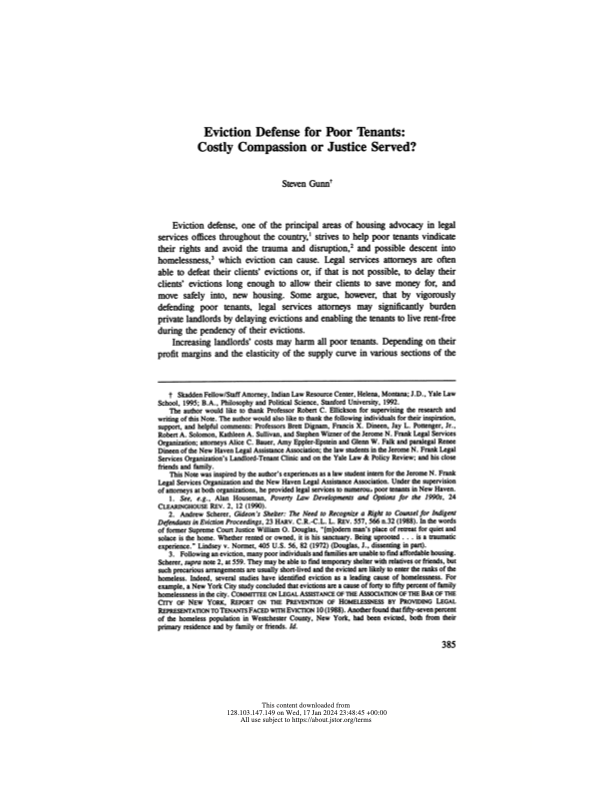 Eviction Defense for Poor Tenants:
Costly Compassion or Justice Served?
Steven Gunn†
Eviction defense, one of the principal areas of housing advocacy in legal
services offices throughout the country,1 strives to help poor tenants vindicate
their rights and avoid the trauma and disruption,2 and possible descent into
homelessness,3 which eviction can cause. Legal services attorneys are often
able to defeat their clients' evictions or, if that is not possible, to delay their
clients' evictions long enough to allow their clients to save money for, and
move safely into, new housing. Some argue, however, that by vigorously
defending poor tenants, legal services attorneys may significantly burden
private landlords by delaying evictions and enabling the tenants to live rent-free
during the pendency of their evictions.
Increasing landlords' costs may harm all poor tenants. Depending on their
profit margins and the elasticity of the supply curve in various sections of the
† Skadden Fellow/Staff Attorney, Indian Law Resource Center, Helena, Montana; J.D., Yale Law
School, 1995; B.A., Philosophy and Political Science, Stanford University, 1992.
The author would like to thank Professor Robert C. Ellickson for supervising the research and
writing of this Note. The author would also like to thank the following individuals for their inspiration,
support, and helpful comments: Professors Brett Dignam, Francis X. Dineen, Jay L. Pottenger, Jr.,
Robert A. Solomon, Kathleen A. Sullivan, and Stephen Wizner of the Jerome N. Frank Legal Services
Organization; attorneys Alice C. Bauer, Amy Eppler-Epstein and Glenn W. Falk and paralegal Renee
Dineen of the New Haven Legal Assistance Association; the law students in the Jerome N. Frank Legal
Services Organization's Landlord-Tenant Clinic and on the Yale Law & Policy Review; and his close
friends and family.
This Note was inspired by the author's experiences as a law student intern for the Jerome N. Frank
Legal Services Organization and the New Haven Legal Assistance Association. Under the supervision
of attorneys at both organizations, he provided legal services to numerous poor tenants in New Haven.
1. See, e.g., Alan Houseman, Poverty Law Developments and Options for the 1990s, 24
CLEARINGHOUSE REV. 2, 12 (1990).
2. Andrew Scherer, Gideon's Shelter: The Need to Recognize a Right to Counsel for Indigent
Defendants in Eviction Proceedings, 23 HARV. C.R.-C.L. L. REV. 557, 566 n.32 (1988). In the words
of former Supreme Court Justice William O. Douglas, "[m]odern man's place of retreat for quiet and
solace is the home. Whether rented or owned, it is his sanctuary. Being uprooted . . . is a traumatic
experience." Lindsey v. Normet, 405 U.S. 56, 82 (1972) (Douglas, J., dissenting in part).
3. Following an eviction, many poor individuals and families are unable to find affordable housing.
Scherer, supra note 2, at 559. They may be able to find temporary shelter with relatives or friends, but
such precarious arrangements are usually short-lived and the evicted are likely to enter the ranks of the
homeless. Indeed, several studies have identified eviction as a leading cause of homelessness. For
example, a New York City study concluded that evictions are a cause of forty to fifty percent of family
homelessness in the city. COMMITTEE ON LEGAL ASSISTANCE OF THE ASSOCIATION OF THE BAR OF THE
CITY OF NEW YORK, REPORT ON THE PREVENTION OF HOMELESSNESS BY PROVIDING LEGAL
REPRESENTATION TO TENANTS FACED WITH EVICTION 10 (1988). Another found that fifty-seven percent
of the homeless population in Westchester County, New York, had been evicted, both from their
primary residence and by family or friends. Id.
385
This content downloaded from
128.103.147.149 on Wed, 17 Jan 2024 23:48:45 +00:00
All use subject to https://about.jstor.org/terms